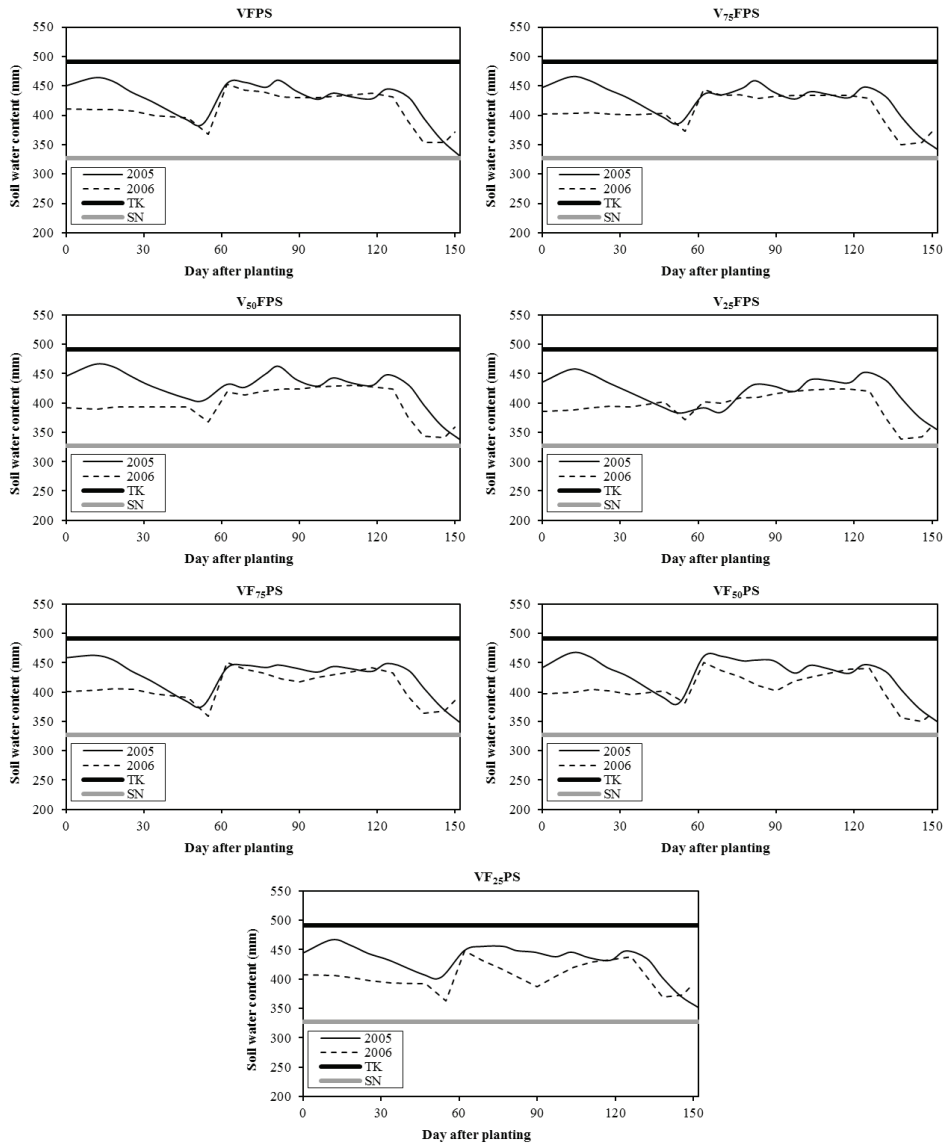 VFPS
550
500
450
400
350
300
250
200
Soil water content (mm)
2005
2006
TK
SN
0 30 60 90 120 150
Day after planting
V₇₅FPS
550
500
450
400
350
300
250
200
Soil water content (mm)
2005
2006
TK
SN
0 30 60 90 120 150
Day after planting
V₅₀FPS
550
500
450
400
350
300
250
200
Soil water content (mm)
2005
2006
TK
SN
0 30 60 90 120 150
Day after planting
V₂₅FPS
550
500
450
400
350
300
250
200
Soil water content (mm)
2005
2006
TK
SN
0 30 60 90 120 150
Day after planting
VF₇₅PS
550
500
450
400
350
300
250
200
Soil water content (mm)
2005
2006
TK
SN
0 30 60 90 120 150
Day after planting
VF₅₀PS
550
500
450
400
350
300
250
200
Soil water content (mm)
2005
2006
TK
SN
0 30 60 90 120 150
Day after planting
VF₂₅PS
550
500
450
400
350
300
250
200
Soil water content (mm)
2005
2006
TK
SN
0 30 60 90 120 150
Day after planting